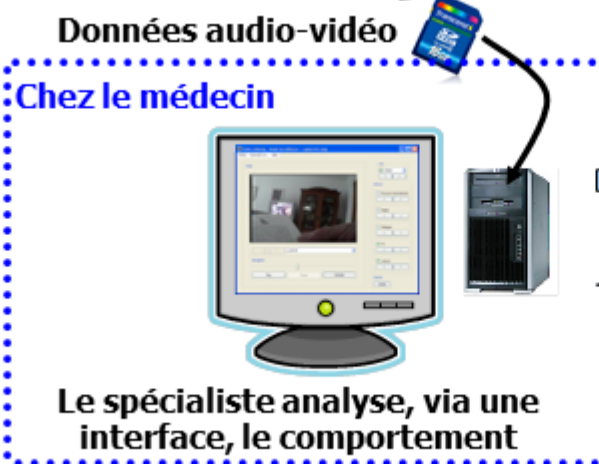 Données audio-vidéo
Chez le médecin
Le spécialiste analyse, via une
interface, le comportement